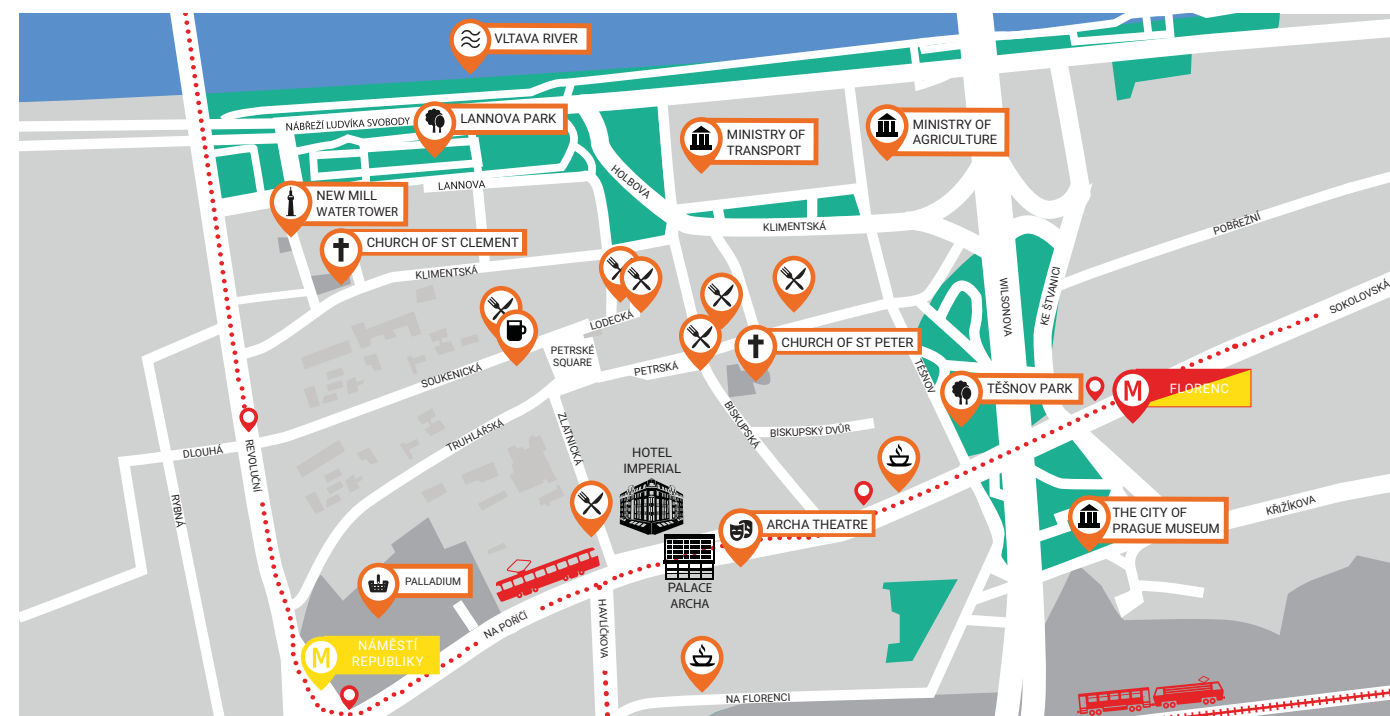 VLTAVA RIVER
LANNOVA PARK
NÁBŘEŽÍ LUDVÍKA SVOBODY
MINISTRY OF
TRANSPORT
MINISTRY OF
AGRICULTURE
HOLBOVA
LANNOVA
NEW MILL
WATER TOWER
CHURCH OF ST CLEMENT
KLIMENTSKÁ
KLIMENTSKÁ
POBŘEŽNÍ
WILSONOVA
KE ŠTVANICI
SOKOLOVSKÁ
LODECKÁ
PETRSKÉ
SQUARE
CHURCH OF ST PETER
SOUKENICKÁ
PETRSKÁ
TĚŠNOV
TĚŠNOV PARK
M
FLORENC
BISKUPSKÁ
BISKUPSKÝ DVŮR
ZLATNICKÁ
TRUHLÁŘSKÁ
DLOUHÁ
REVOLUČNÍ
RYBNÁ
HOTEL
IMPERIAL
ARCHA THEATRE
THE CITY OF
PRAGUE MUSEUM
KŘIŽÍKOVA
PALLADIUM
PALACE
ARCHA
NA POŘÍČÍ
HAVLÍČKOVA
M
NÁMĚSTÍ
REPUBLIKY
NA FLORENCI